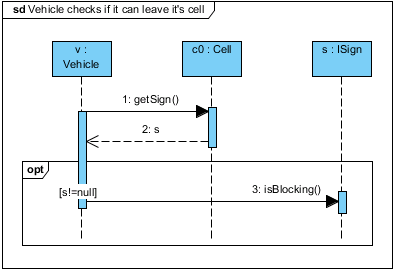 sd Vehicle checks if it can leave it's cell
v :
Vehicle
c0 : Cell
s : ISign
1: getSign()
2: s
opt
[s!=null]
3: isBlocking()